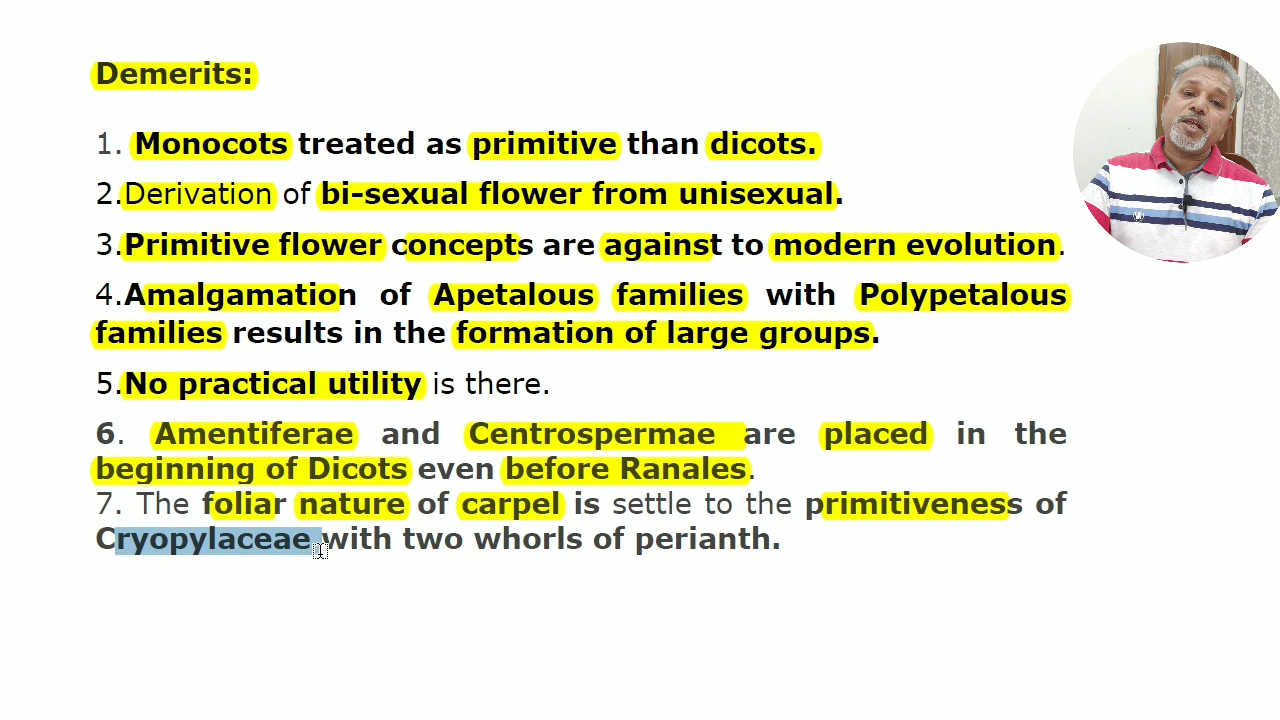 Demerits:
1. Monocots treated as primitive than dicots.
2.Derivation of bi-sexual flower from unisexual.
3.Primitive flower concepts are against to modern evolution.
4.Amalgamation of Apetalous families with Polypetalous
families results in the formation of large groups.
5.No practical utility is there.
6. Amentiferae and Centrospermae are placed in the
beginning of Dicots even before Ranales.
7. The foliar nature of carpel is settle to the primitiveness of
Cryopylaceae with two whorls of perianth.